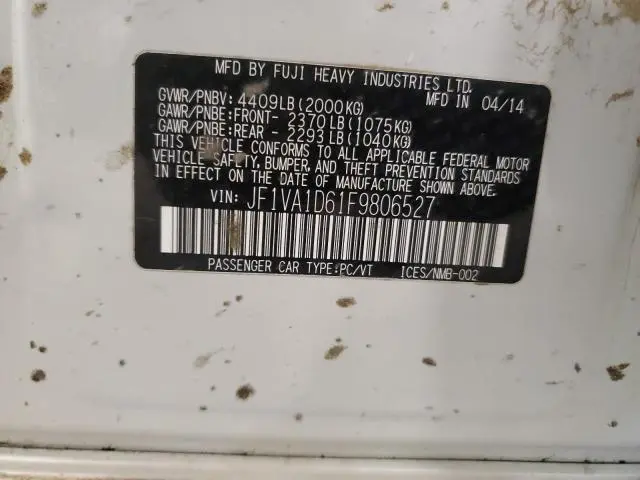 MFD BY FUJI HEAVY INDUSTRIES LTD.
GVWR/PNBV: 4409LB(2000KG) MFD IN 04/14
GAWR/PNBE:FRONT- 2370LB(1075KG)
GAWR/PNBE:REAR - 2293LB(1040KG)
THIS VEHICLE CONFORMS TO ALL APPLICABLE FEDERAL MOTOR
VEHICLE SAFETY, BUMPER, AND THEFT PREVENTION STANDARDS
IN EFFECT ON THE DATE OF MANUFACTURE SHOWN ABOVE.
VIN: JF1VA1D61F9806527
PASSENGER CAR TYPE:PC/VT ICES/NMB-002